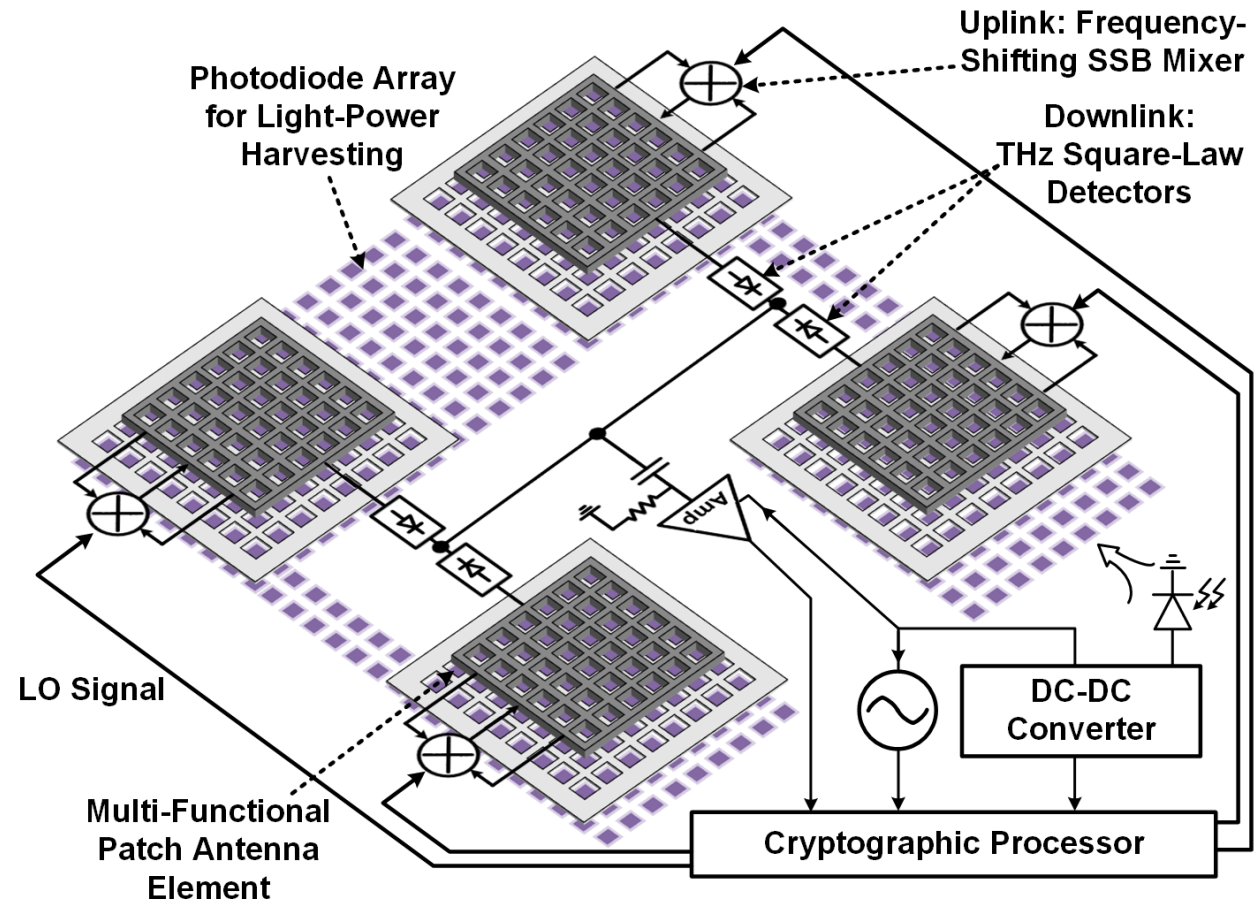 Uplink: Frequency-
Shifting SSB Mixer
Photodiode Array
for Light-Power
Harvesting
Downlink:
THz Square-Law
Detectors
Amp
LO Signal
DC-DC
Converter
Multi-Functional
Patch Antenna
Element
Cryptographic Processor